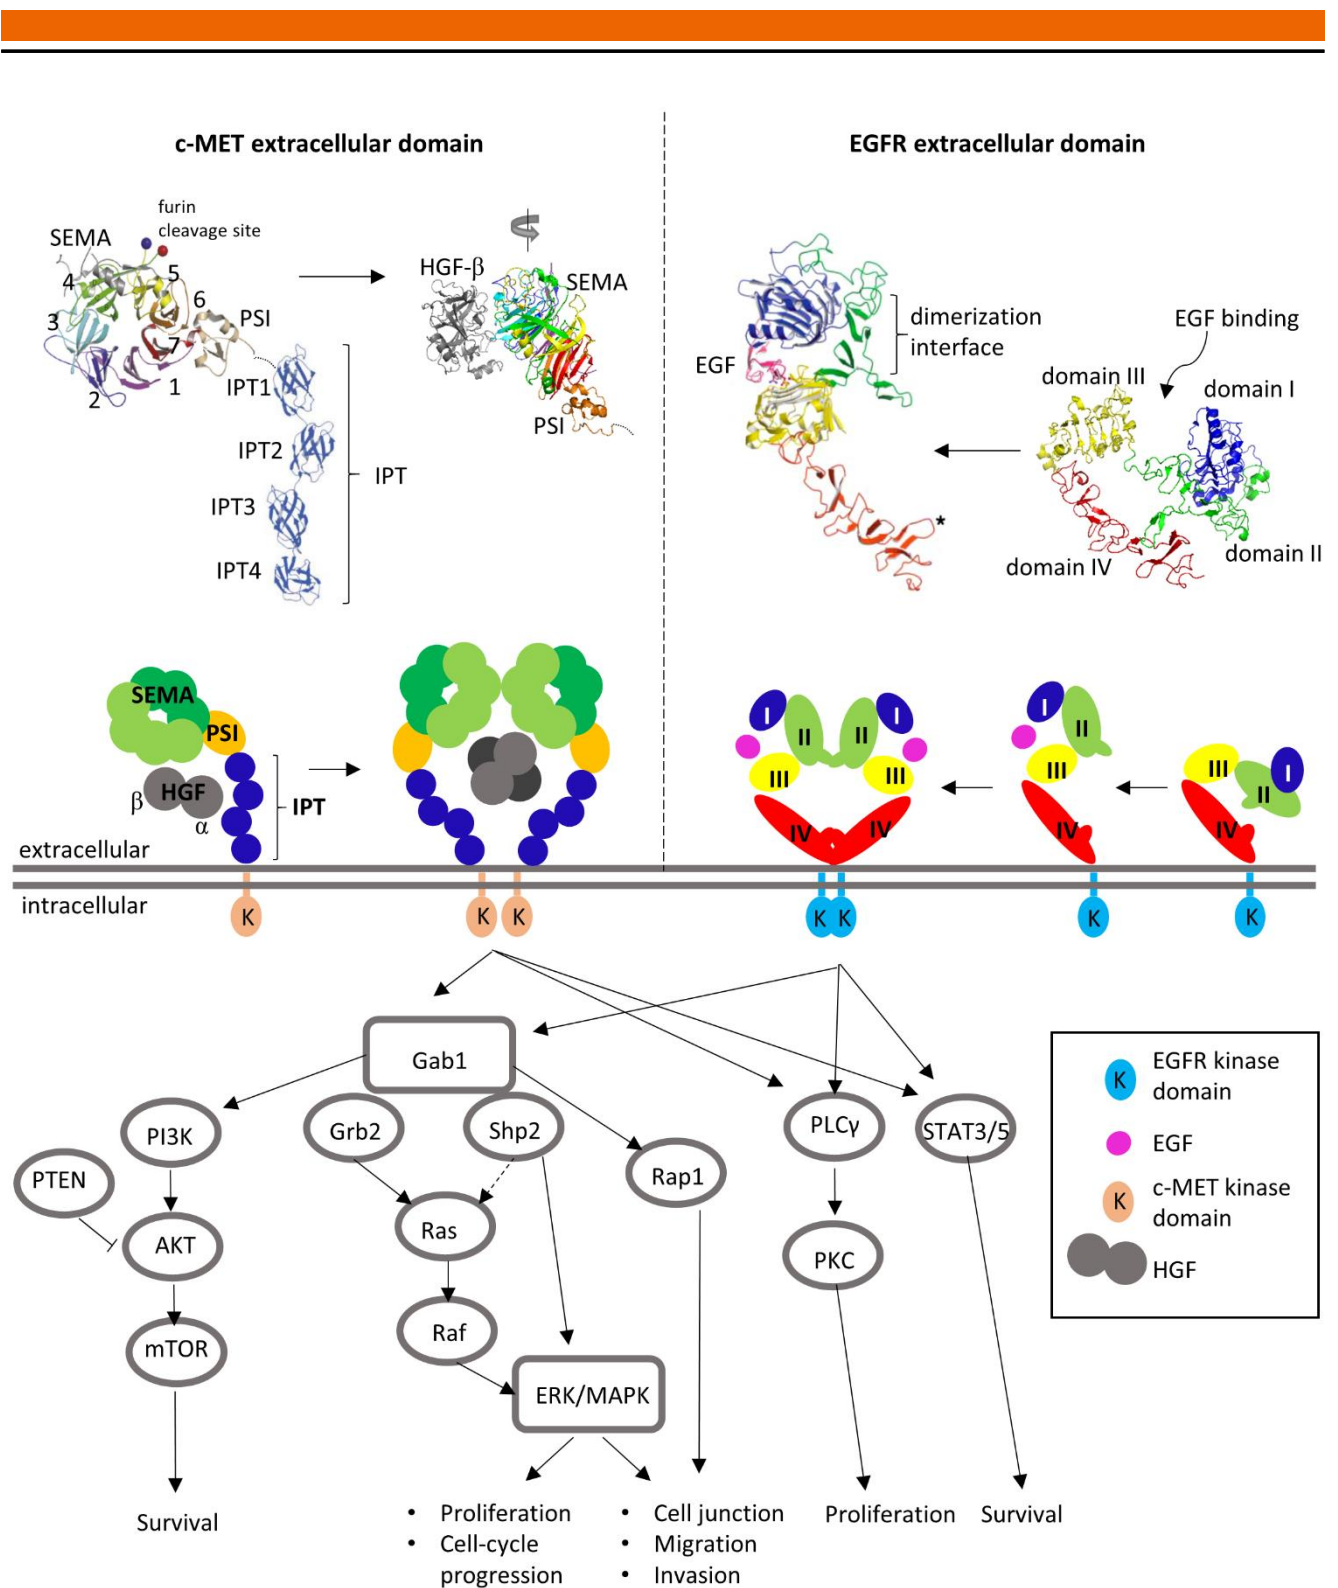 c-MET extracellular domain
EGFR extracellular domain
furin
cleavage site
SEMA
4
5
6
3
7
2
1
PSI
IPT1
IPT2
IPT3
IPT4
IPT
HGF-β
SEMA
PSI
EGF
dimerization
interface
*
EGF binding
domain III
domain I
domain II
domain IV
SEMA
PSI
HGF
β
α
IPT
I
II
II
I
III
III
IV
IV
I
II
III
IV
III
I
II
IV
extracellular
intracellular
K
K
K
K
K
K
K
Gab1
PI3K
Grb2
Shp2
PLCγ
STAT3/5
PTEN
Rap1
AKT
Ras
PKC
mTOR
Raf
ERK/MAPK
K
EGFR kinase
domain
EGF
K
c-MET kinase
domain
HGF
Survival
• Proliferation
• Cell-cycle
progression
• Cell junction
• Migration
• Invasion
Proliferation
Survival